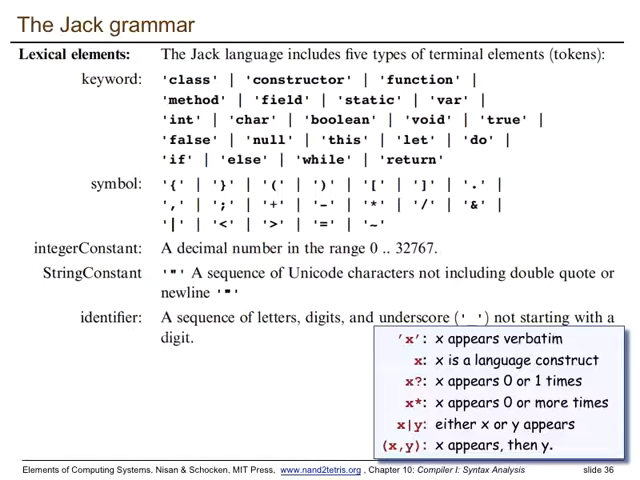 The Jack grammar
Lexical elements: The Jack language includes five types of terminal elements (tokens):
keyword: 'class' | 'constructor' | 'function' |
'method' | 'field' | 'static' | 'var' |
'int' | 'char' | 'boolean' | 'void' | 'true' |
'false' | 'null' | 'this' | 'let' | 'do' |
'if' | 'else' | 'while' | 'return'
symbol: '{' | '}' | '(' | ')' | '[' | ']' | '.' |
',' | ';' | '+' | '-' | '*' | '/' | '&' |
'|' | '<' | '>' | '=' | '~'
integerConstant: A decimal number in the range 0 .. 32767.
StringConstant '"' A sequence of Unicode characters not including double quote or
newline '"'
identifier: A sequence of letters, digits, and underscore ('_') not starting with a
digit.
'x': x appears verbatim
x: x is a language construct
x?: x appears 0 or 1 times
x*: x appears 0 or more times
x|y: either x or y appears
(x,y): x appears, then y.
Elements of Computing Systems, Nisan & Schocken, MIT Press, www.nand2tetris.org , Chapter 10: Compiler I: Syntax Analysis slide 36